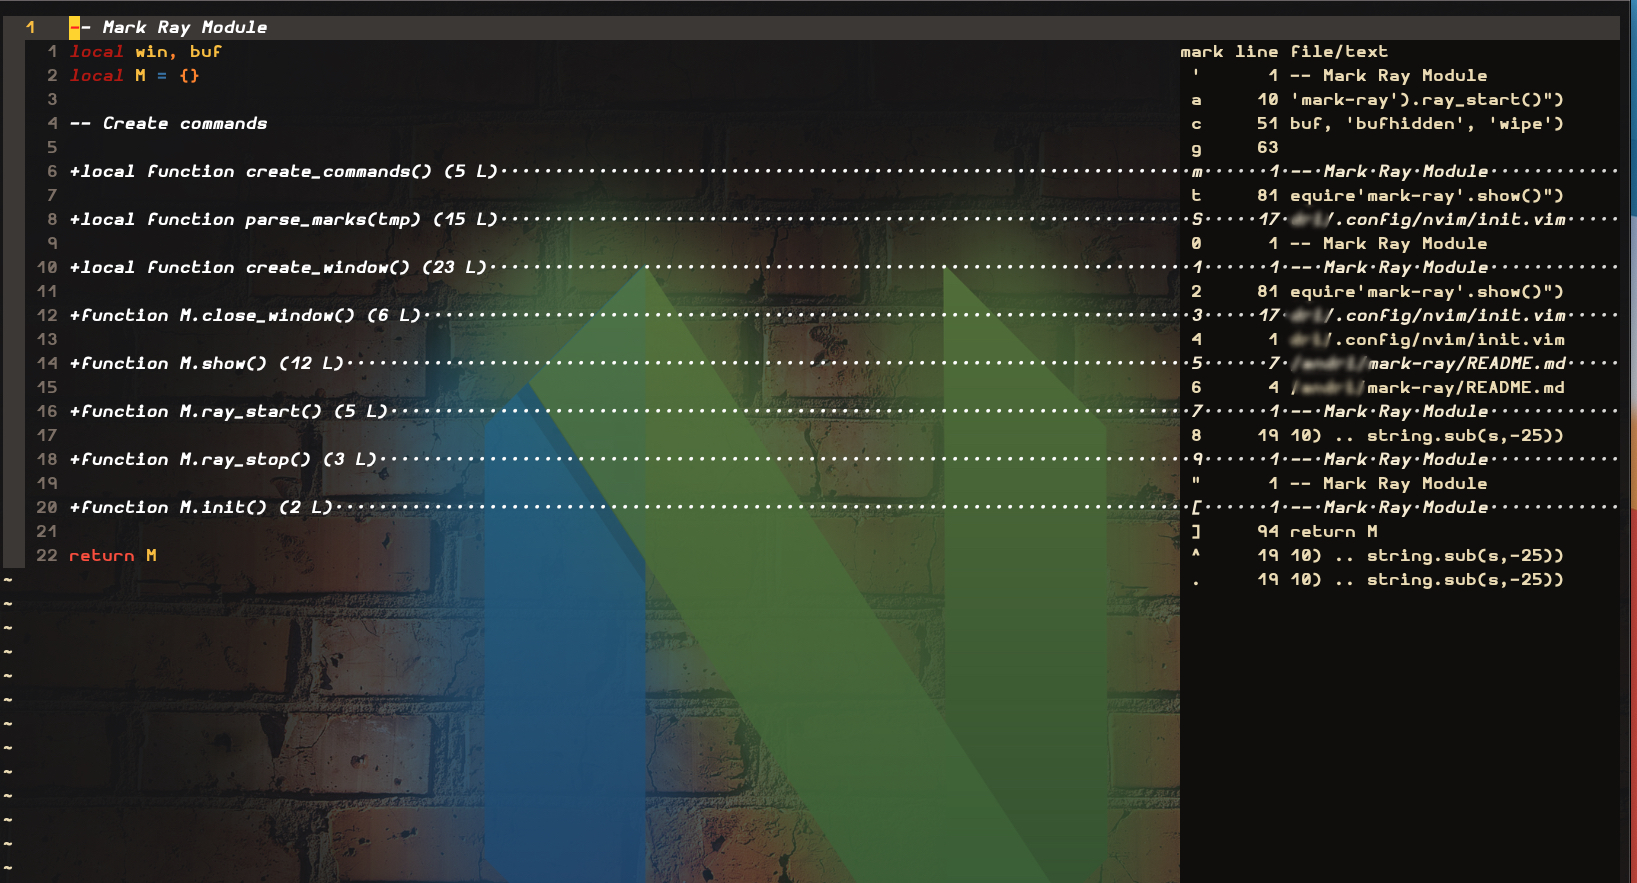 1 -- Mark Ray Module
1 local win, buf
2 local M = {}
3
4 -- Create commands
5
6 +local function create_commands() (5 L)
7
8 +local function parse_marks(tmp) (15 L)
9
10 +local function create_window() (23 L)
11
12 +function M.close_window() (6 L)
13
14 +function M.show() (12 L)
15
16 +function M.ray_start() (5 L)
17
18 +function M.ray_stop() (3 L)
19
20 +function M.init() (2 L)
21
22 return M
~
~
~
~
~
~
~
~
~
~
~
~
~
mark line file/text
' 1 -- Mark Ray Module
a 10 'mark-ray').ray_start()")
c 51 buf, 'bufhidden', 'wipe')
g 63
m 1 -- Mark Ray Module
t 81 equire'mark-ray'.show()")
S 17 /.config/nvim/init.vim
0 1 -- Mark Ray Module
1 1 -- Mark Ray Module
2 81 equire'mark-ray'.show()")
3 17 /.config/nvim/init.vim
4 1 /.config/nvim/init.vim
5 7 mark-ray/README.md
6 4 mark-ray/README.md
7 1 -- Mark Ray Module
8 19 10) .. string.sub(s,-25))
9 1 -- Mark Ray Module
" 1 -- Mark Ray Module
[ 1 -- Mark Ray Module
] 94 return M
^ 19 10) .. string.sub(s,-25))
. 19 10) .. string.sub(s,-25))